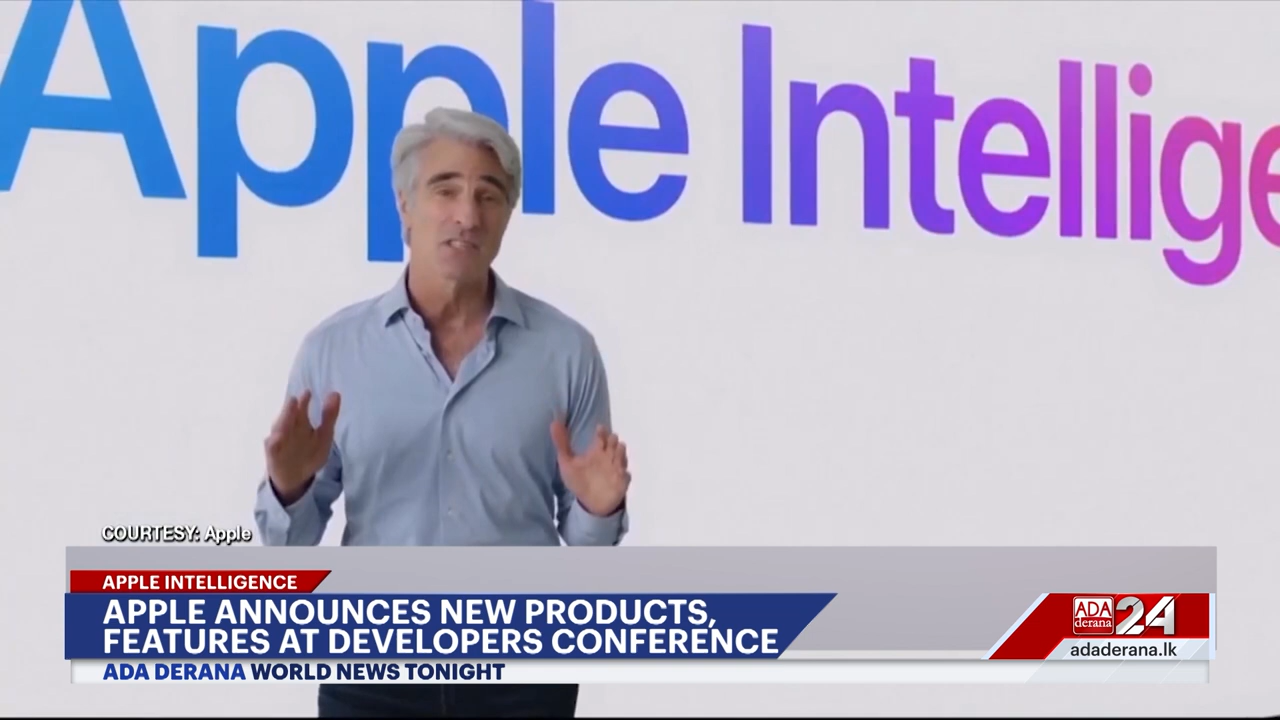 Apple Intellige
COURTESY: Apple
APPLE INTELLIGENCE
APPLE ANNOUNCES NEW PRODUCTS,
FEATURES AT DEVELOPERS CONFERENCE
ADA DERANA WORLD NEWS TONIGHT
ADA
derana
24
adaderana.lk